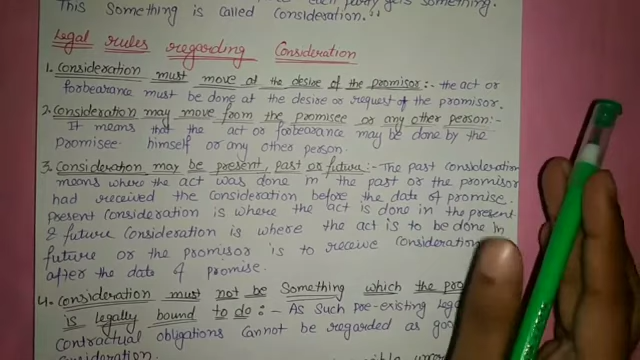 each party gets something.
This Something is called Consideration."
Legal rules regarding Consideration
1. Consideration must move at the desire of the promisor:- the act or
forbearance must be done at the desire or request of the promisor.
2. Consideration may move from the promisee or any other person:-
It means that the act or forbearance may be done by the
promisee himself or any other person.
3. Consideration may be present, past or future:- The past consideration
means where the act was done in the past or the promisor
had received the consideration before the date of promise.
present consideration is where the act is done in the present
& future consideration is where the act is to be done in
future or the promisor is to receive consideration
after the date of promise.
4. Consideration must not be Something which the
is legally bound to do:- As Such pre-existing
contractual obligations cannot be regarded as
consideration.